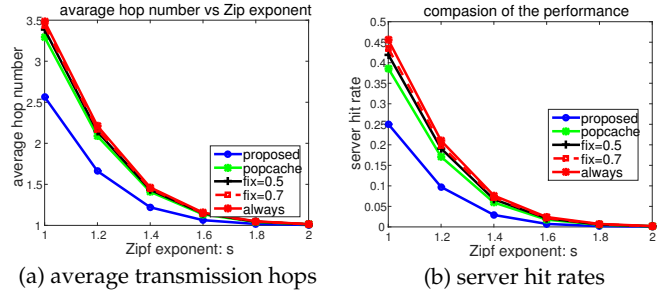 avarage hop number vs Zip exponent
3.5
3
2.5
2
1.5
1
average hop number
1
1.2
1.4
1.6
1.8
2
Zipf exponent: s
proposed
popcache
fix=0.5
fix=0.7
always
(a) average transmission hops
compasion of the performance
0.5
0.45
0.4
0.35
0.3
0.25
0.2
0.15
0.1
0.05
0
server hit rate
1
1.2
1.4
1.6
1.8
2
Zipf exponent: s
proposed
popcache
fix=0.5
fix=0.7
always
(b) server hit rates